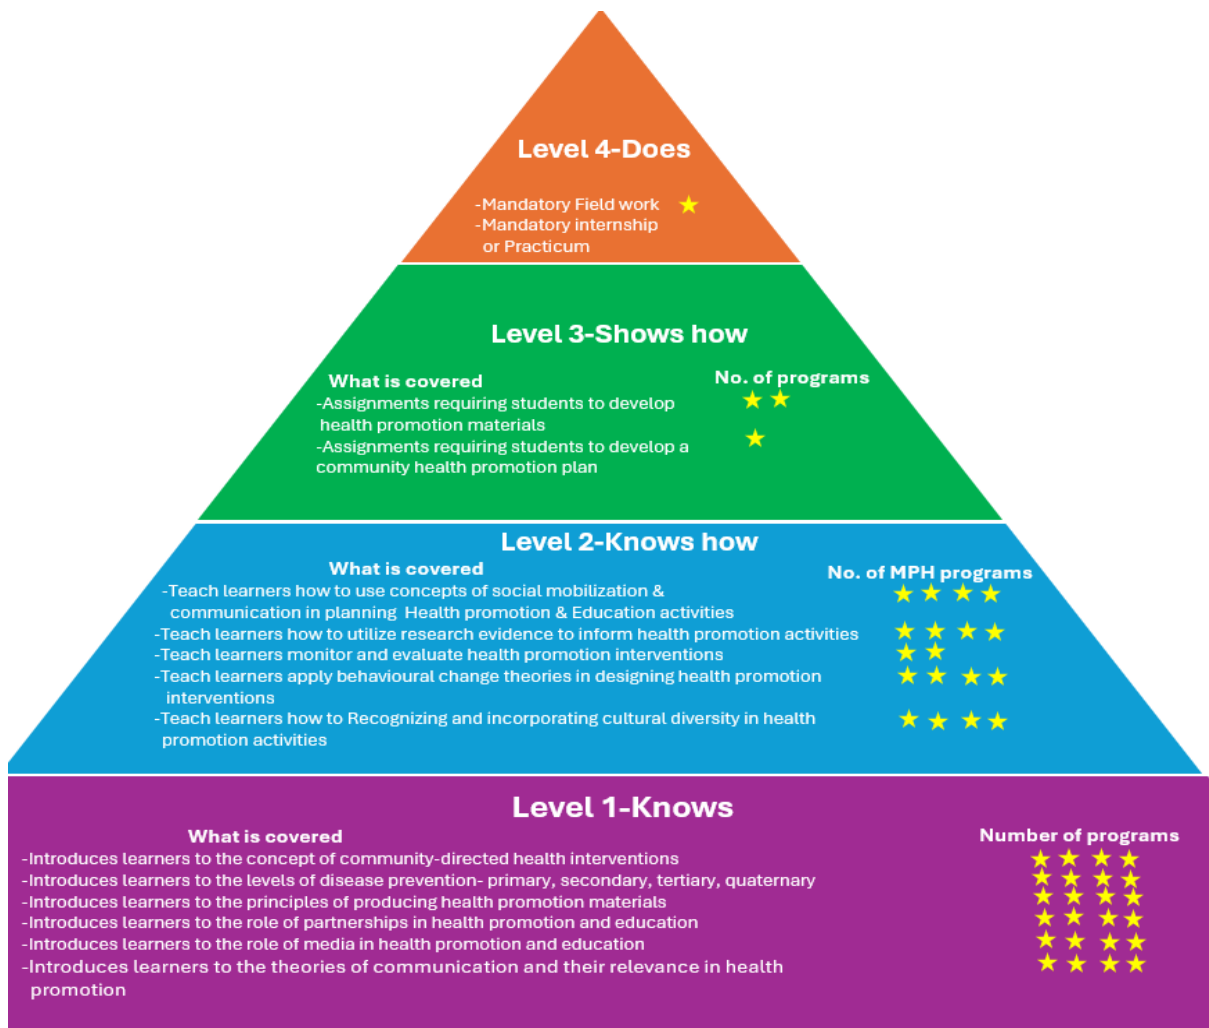 Level 4-Does
-Mandatory Field work
-Mandatory internship
or Practicum
Level 3-Shows how
What is covered
No. of programs
-Assignments requiring students to develop
health promotion materials
-Assignments requiring students to develop a
community health promotion plan
Level 2-Knows how
What is covered
No. of MPH programs
-Teach learners how to use concepts of social mobilization &
communication in planning Health promotion & Education activities
-Teach learners how to utilize research evidence to inform health promotion activities
-Teach learners monitor and evaluate health promotion interventions
-Teach learners apply behavioural change theories in designing health promotion
interventions
-Teach learners how to Recognizing and incorporating cultural diversity in health
promotion activities
Level 1-Knows
What is covered
Number of programs
-Introduces learners to the concept of community-directed health interventions
-Introduces learners to the levels of disease prevention- primary, secondary, tertiary, quaternary
-Introduces learners to the principles of producing health promotion materials
-Introduces learners to the role of partnerships in health promotion and education
-Introduces learners to the role of media in health promotion and education
-Introduces learners to the theories of communication and their relevance in health
promotion